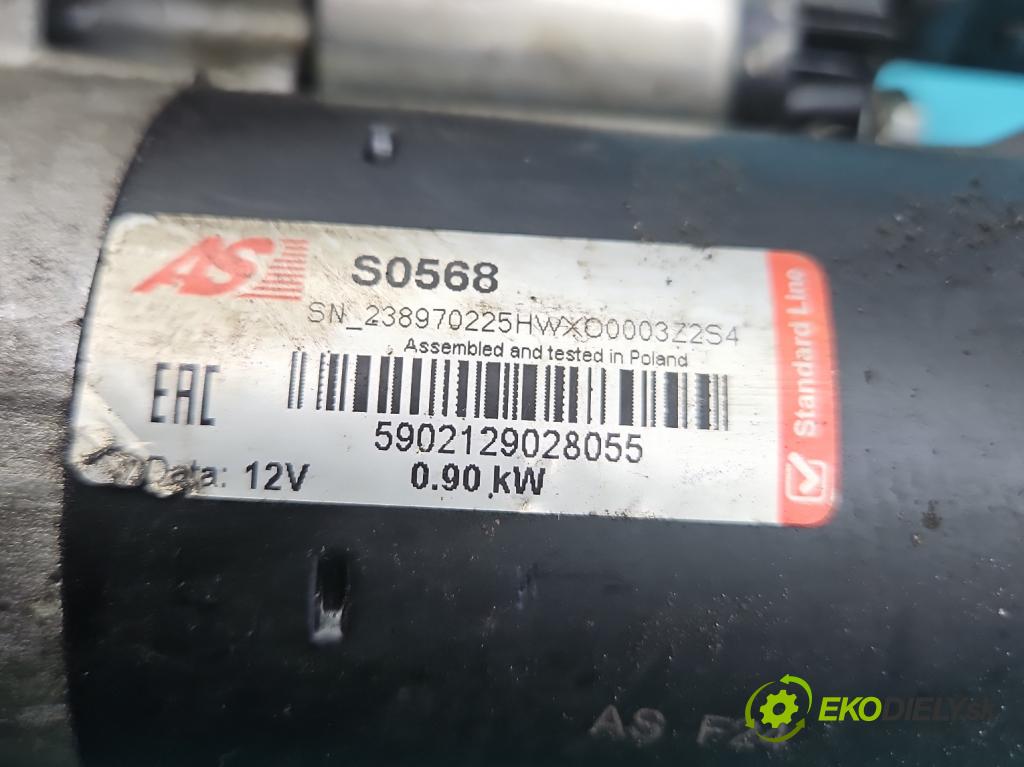 AS S0568
SN_238970225HWXO0003Z2S4
Assembled and tested in Poland
EAC
5902129028055
Data: 12V 0.90 kW
Standard Line
AS
EKODIELY.sk